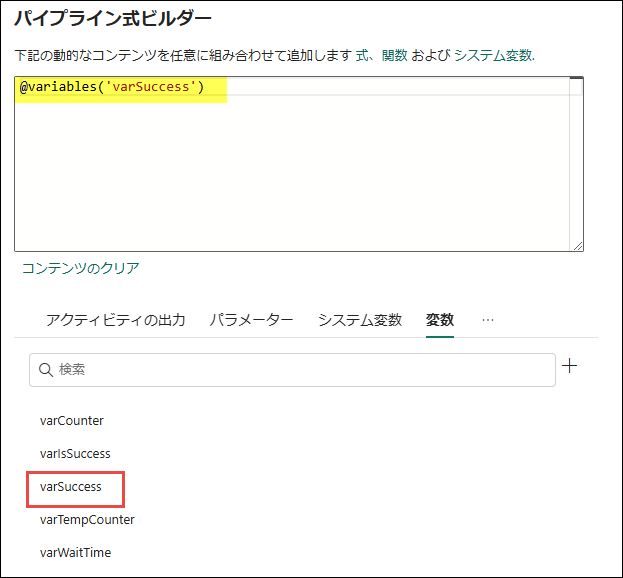 パイプライン式ビルダー
下記の動的なコンテンツを任意に組み合わせて追加します 式、関数 および システム変数.
@variables('varSuccess')
コンテンツのクリア
アクティビティの出力 パラメーター システム変数 変数 ···
検索
varCounter
varIsSuccess
varSuccess
varTempCounter
varWaitTime